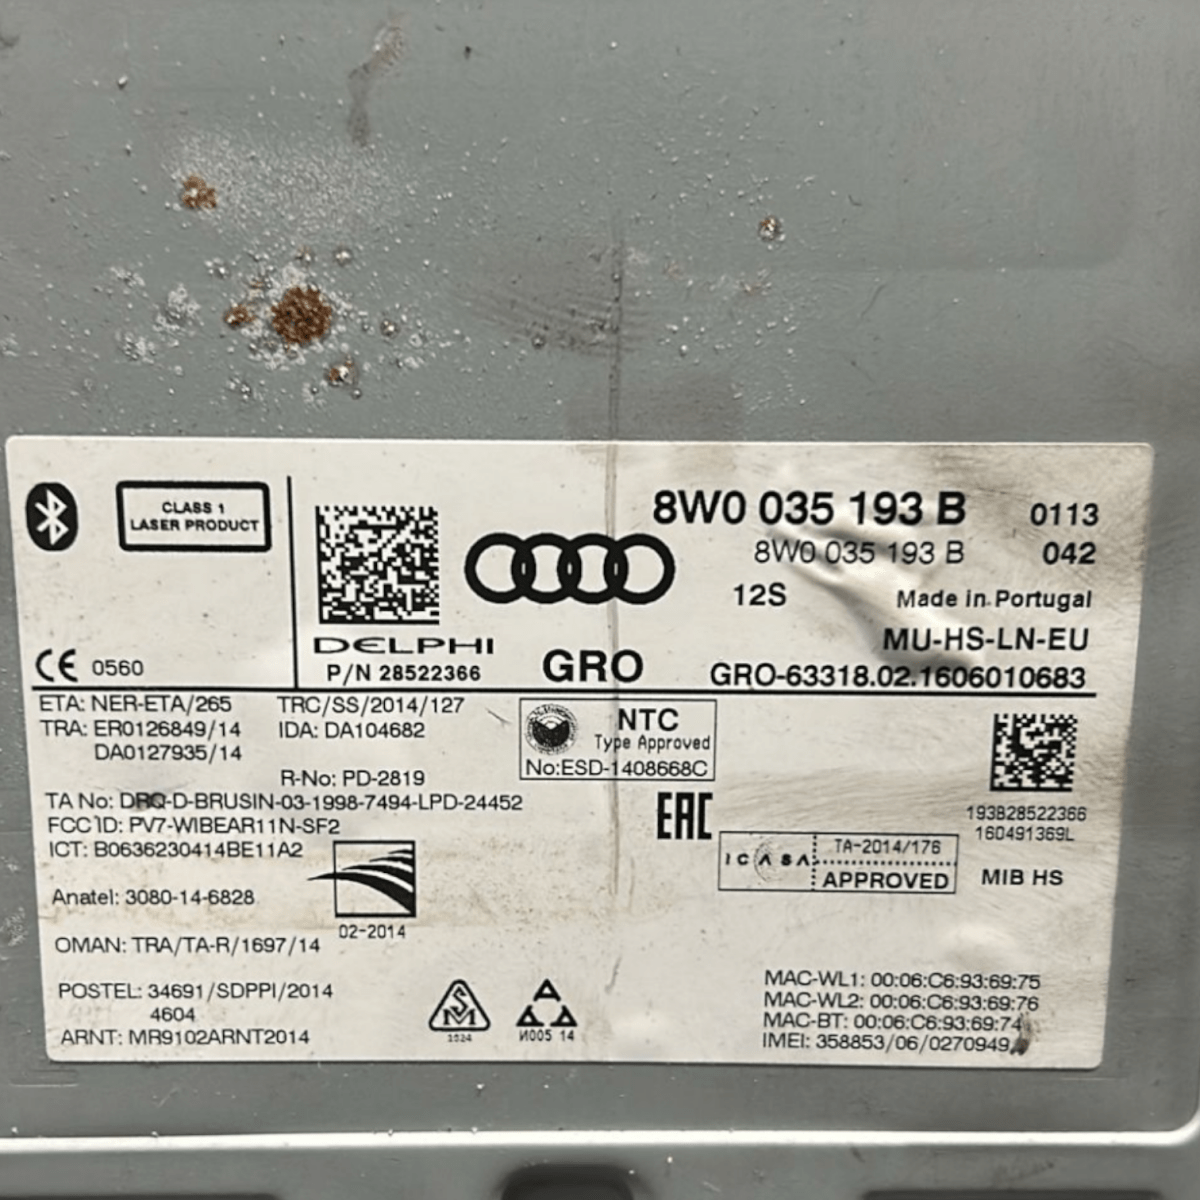 CLASS 1
LASER PRODUCT
8W0 035 193 B 0113
8W0 035 193 B 042
12S Made in Portugal
DELPHI MU-HS-LN-EU
CE 0560 P/N 28522366 GRO GRO-63318.02.1606010683
ETA: NER-ETA/265 TRC/SS/2014/127
TRA: ER0126849/14 IDA: DA104682
DA0127935/14
R-No: PD-2819
NTC
Type Approved
No:ESD-1408668C
TA No: DRQ-D-BRUSIN-03-1998-7494-LPD-24452
FCC ID: PV7-WIBEAR11N-SF2
ICT: B0636230414BE11A2
EAC
193B28522366
160491369L
ICASA TA-2014/176
APPROVED
MIB HS
Anatel: 3080-14-6828
02-2014
OMAN: TRA/TA-R/1697/14
POSTEL: 34691/SDPPI/2014
4604
ARNT: MR9102ARNT2014
SM
1524
AAA
И005 14
MAC-WL1: 00:06:C6:93:69:75
MAC-WL2: 00:06:C6:93:69:76
MAC-BT: 00:06:C6:93:69:74
IMEI: 358853/06/0270949